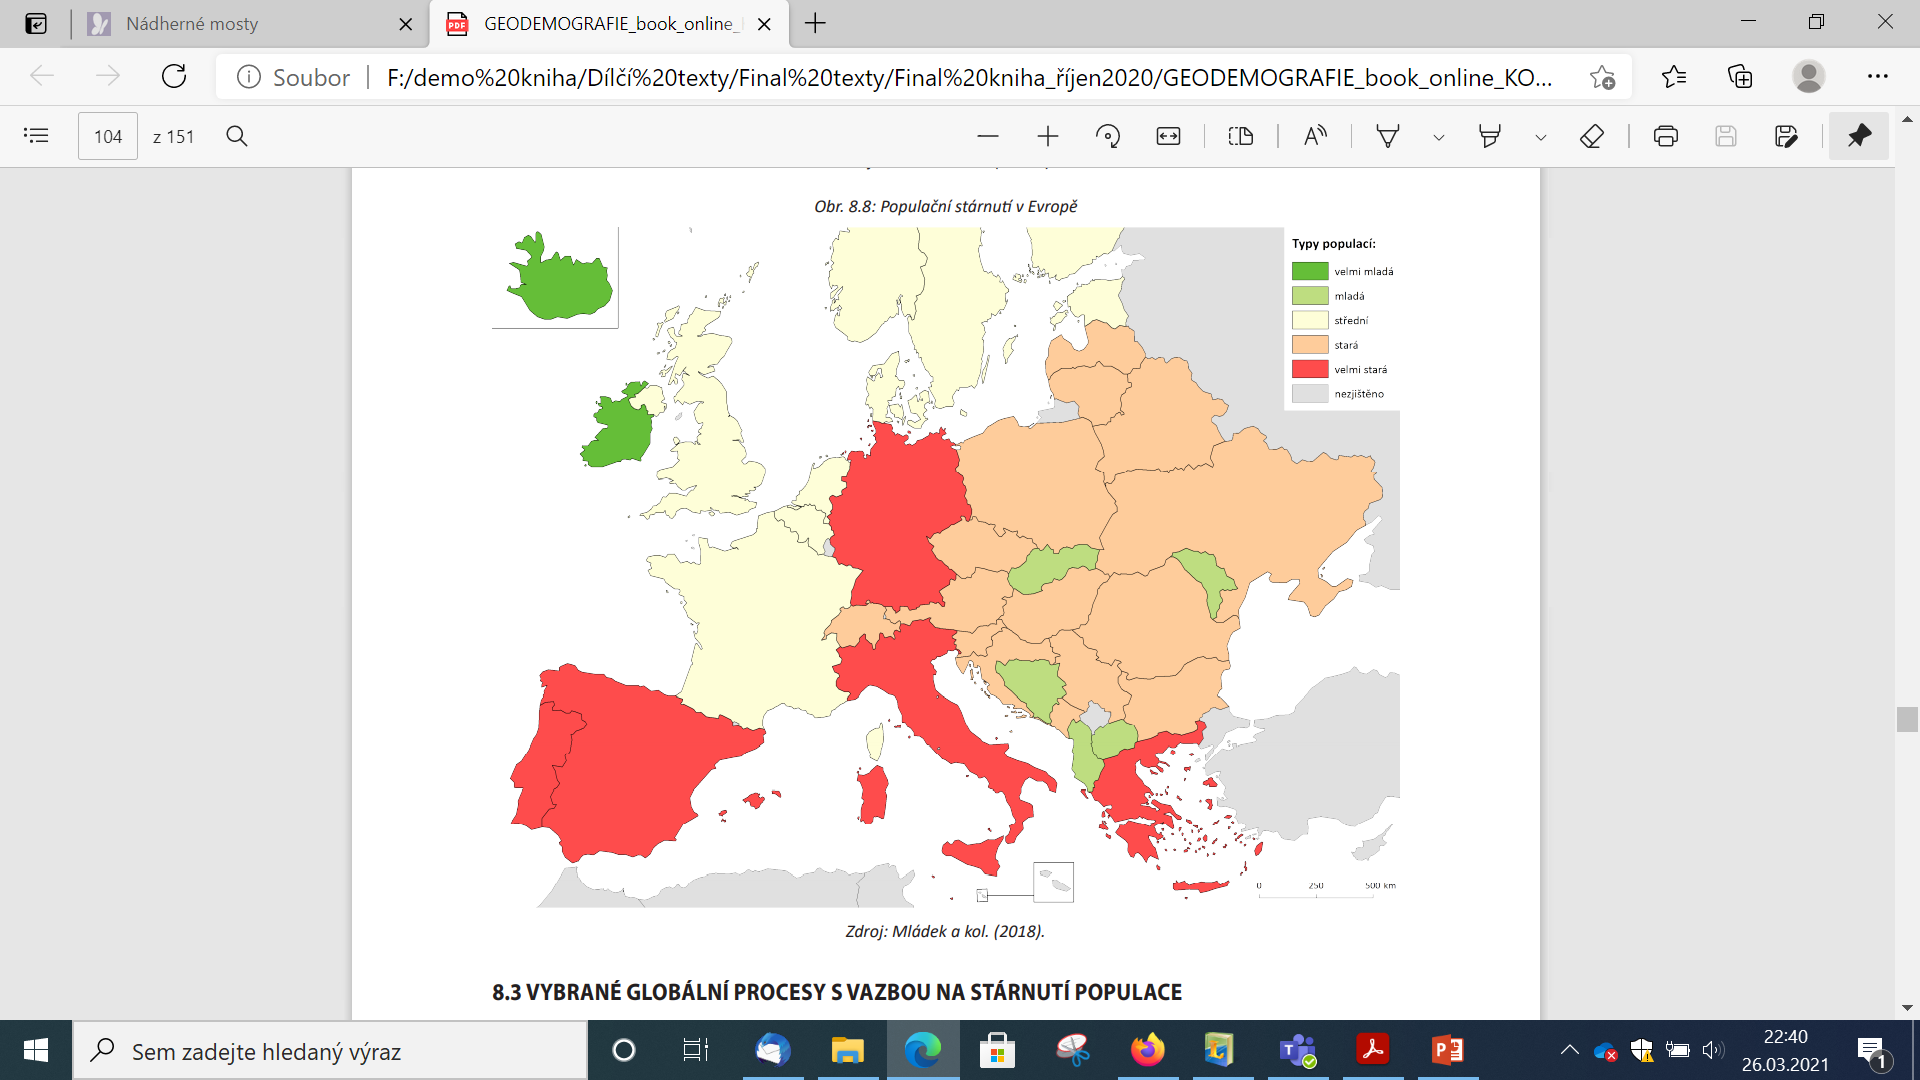 Nádherné mosty
GEODEMOGRAFIE_book_online_
Soubor
F:/demo%20kniha/Dílčí%20texty/Final%20texty/Final%20kniha_říjen2020/GEODEMOGRAFIE_book_online_KO...
104 z 151
Obr. 8.8: Populační stárnutí v Evropě
Typy populací:
velmi mladá
mladá
střední
stará
velmi stará
nezjištěno
0 250 500 km
Zdroj: Mládek a kol. (2018).
8.3 VYBRANÉ GLOBÁLNÍ PROCESY S VAZBOU NA STÁRNUTÍ POPULACE
Sem zadejte hledaný výraz
22:40
26.03.2021
1